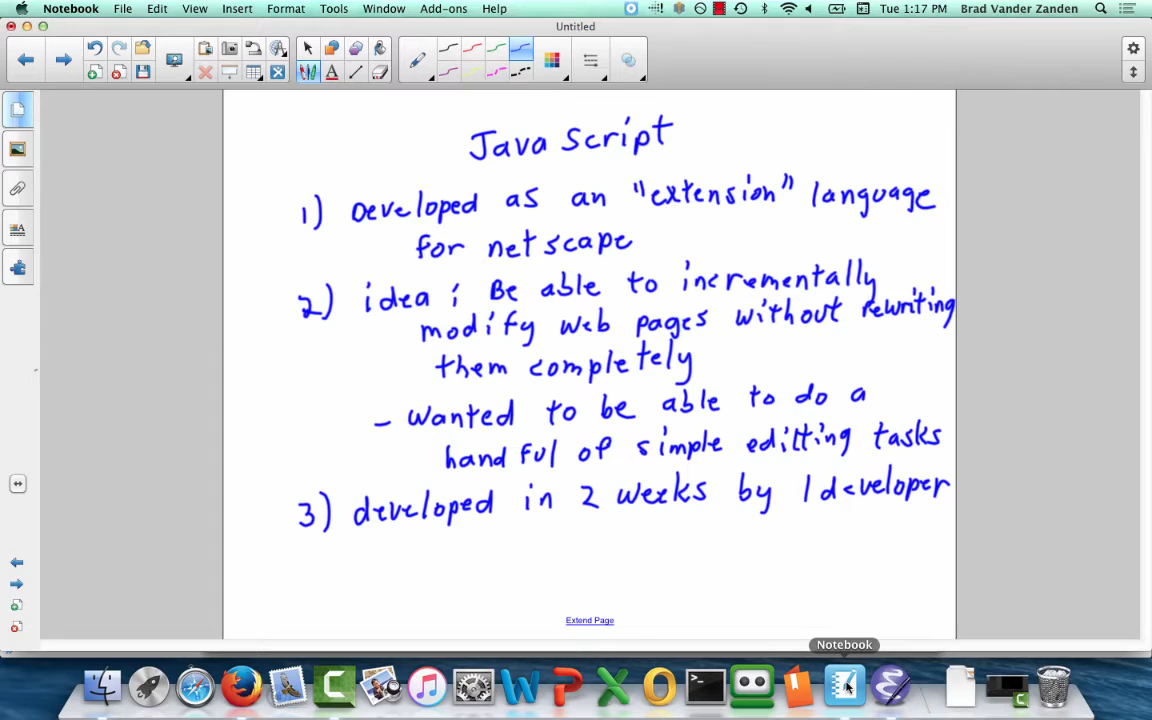 Notebook File Edit View Insert Format Tools Window Add-ons Help Tue 1:17 PM Brad Vander Zanden
Untitled
Java Script
1) Developed as an "extension" language
for netscape
2) idea : Be able to incrementally
modify web pages without rewriting
them completely
- Wanted to be able to do a
handful of simple editting tasks
3) developed in 2 weeks by 1 developer
Extend Page
Notebook